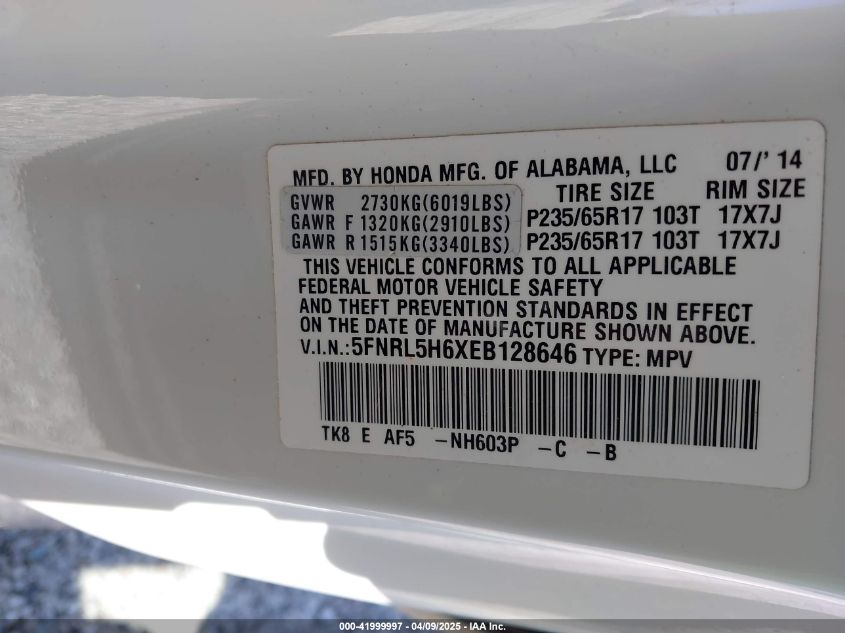 MFD. BY HONDA MFG. OF ALABAMA, LLC 07/' 14
GVWR 2730KG(6019LBS) TIRE SIZE RIM SIZE
GAWR F 1320KG(2910LBS) P235/65R17 103T 17X7J
GAWR R 1515KG(3340LBS) P235/65R17 103T 17X7J
THIS VEHICLE CONFORMS TO ALL APPLICABLE
FEDERAL MOTOR VEHICLE SAFETY
AND THEFT PREVENTION STANDARDS IN EFFECT
ON THE DATE OF MANUFACTURE SHOWN ABOVE.
V.I.N.:5FNRL5H6XEB128646 TYPE: MPV
TK8 E AF5 -NH603P -C -B
000-41999997 - 04/09/2025 - IAA Inc.